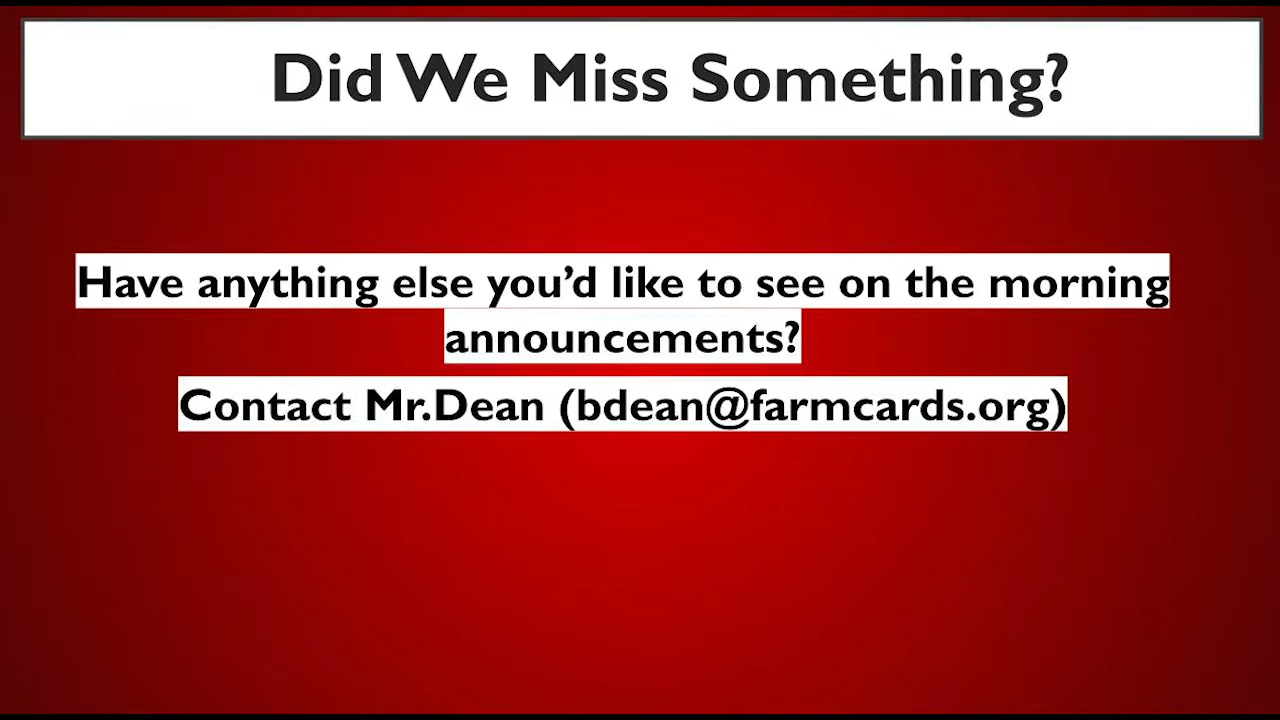 Did We Miss Something?
Have anything else you’d like to see on the morning
announcements?
Contact Mr.Dean (bdean@farmcards.org)